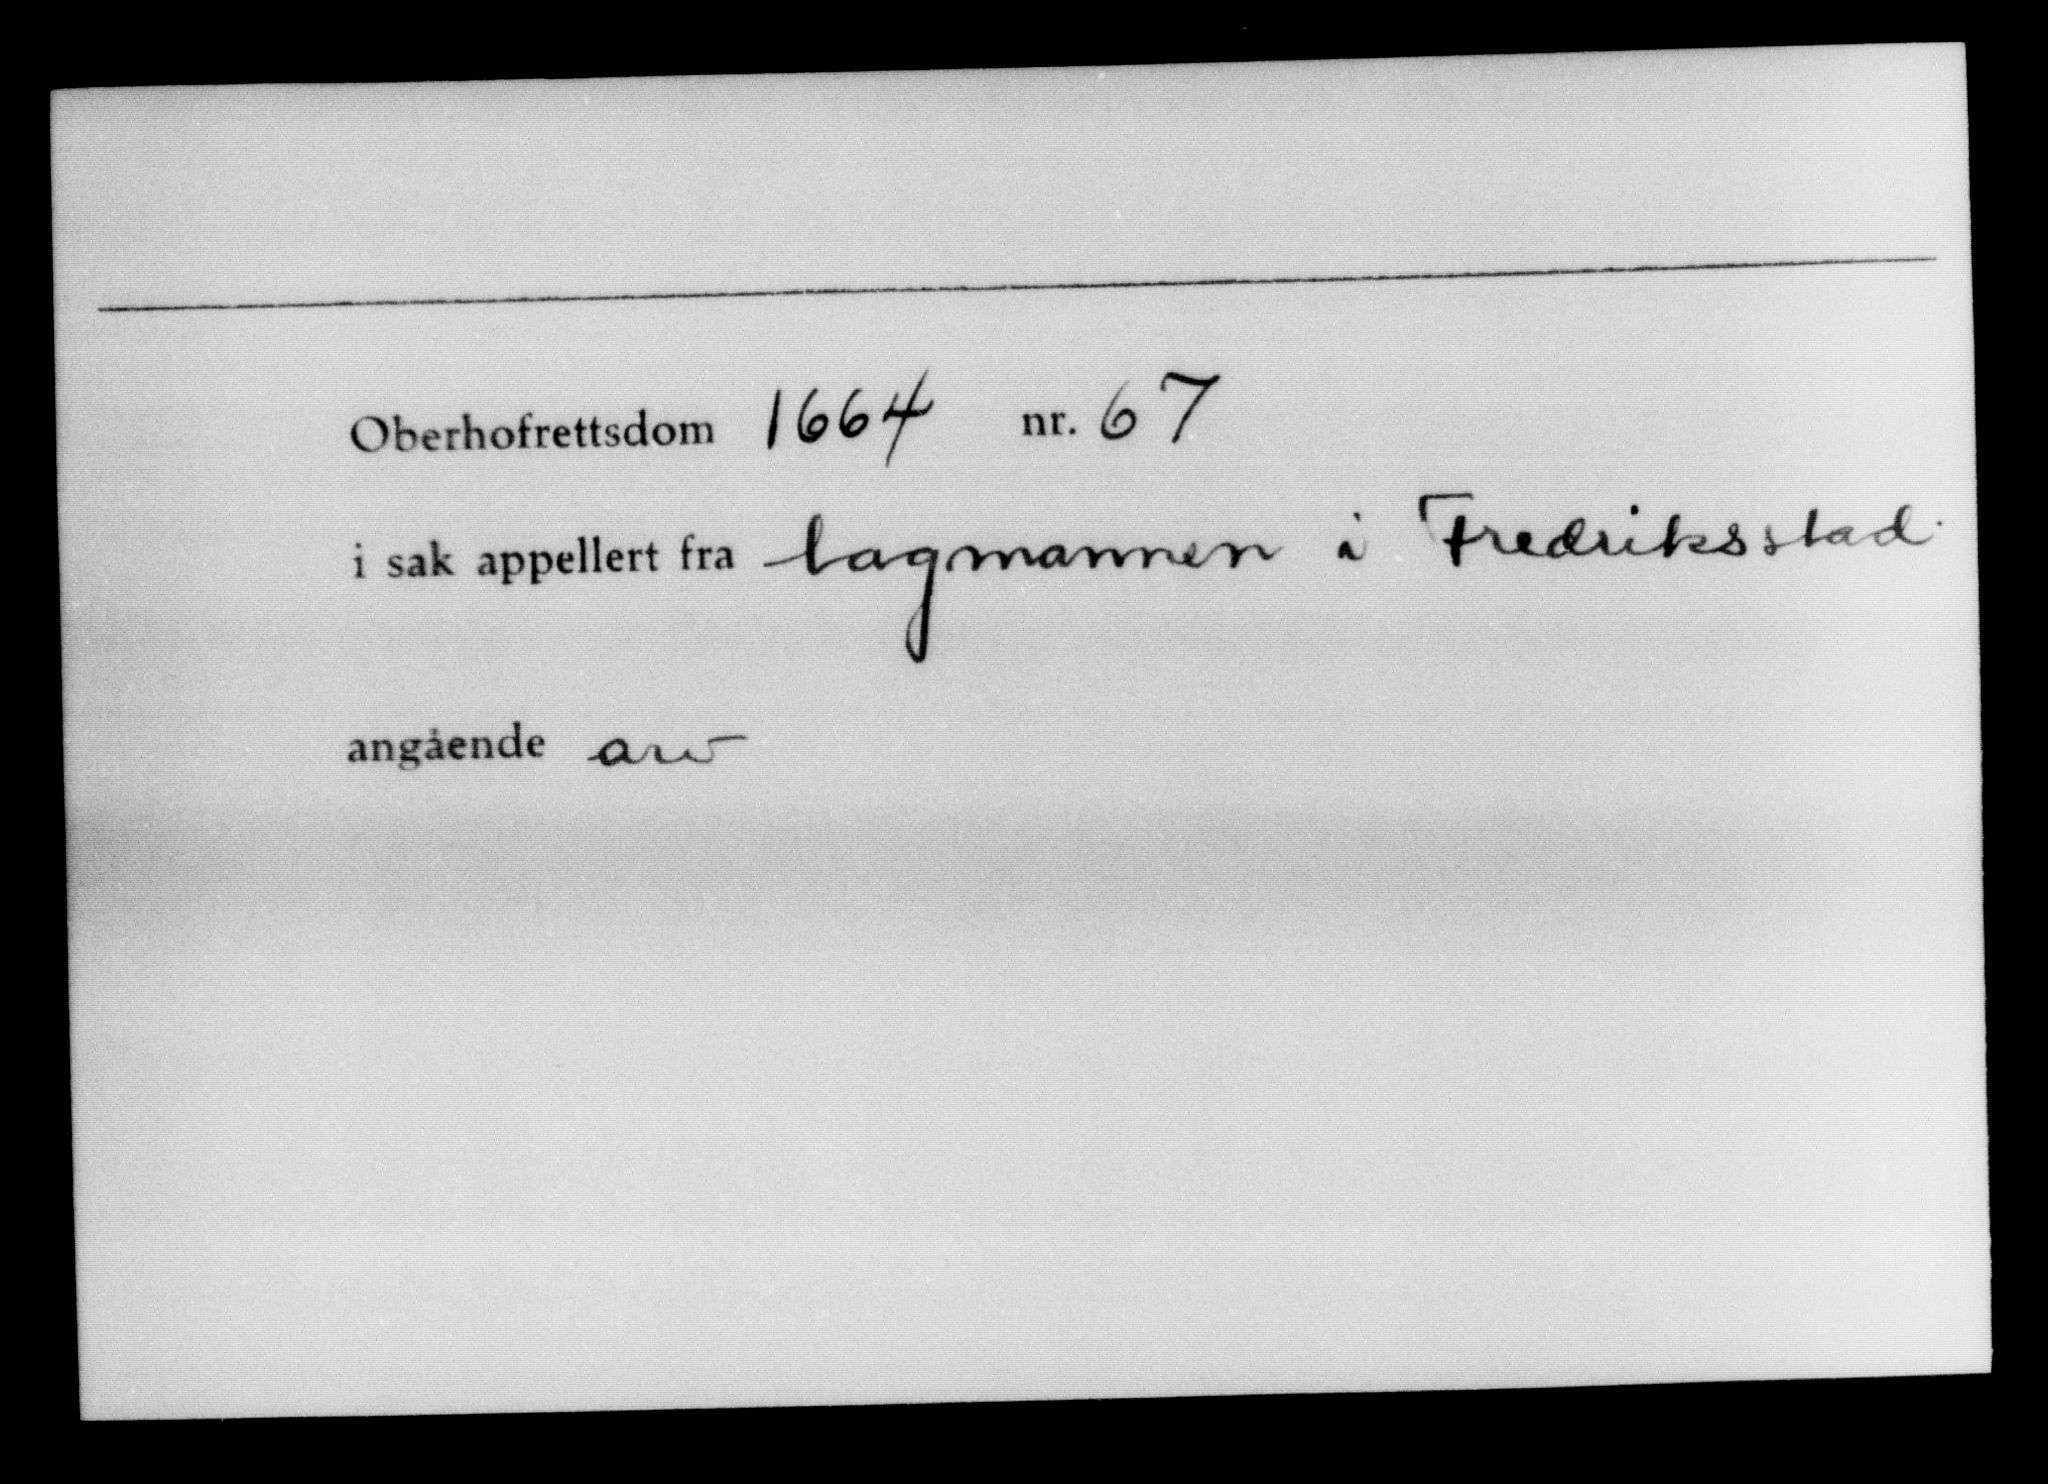 Oberhofrettsdom 1664 nr. 67
i sak appellert fra lagmannen i Fredriksstad
angående arv